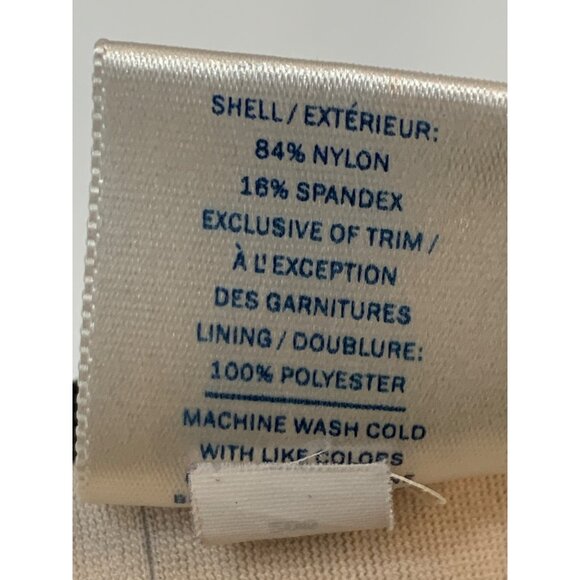 SHELL / EXTÉRIEUR:
84% NYLON
16% SPANDEX
EXCLUSIVE OF TRIM /
À L'EXCEPTION
DES GARNITURES
LINING / DOUBLURE:
100% POLYESTER
MACHINE WASH COLD
WITH LIKE COLORS